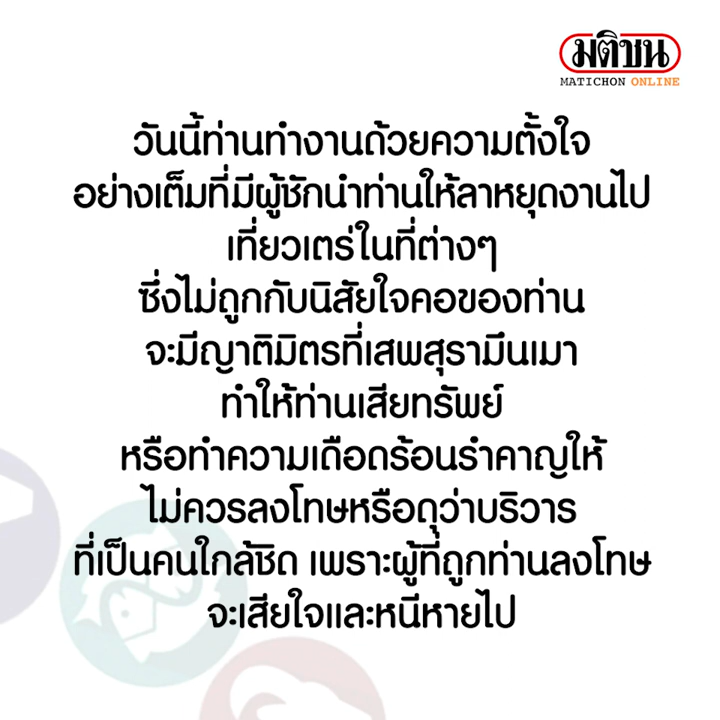 มติชน
MATICHON ONLINE
วันนี้ท่านทำงานด้วยความตั้งใจ
อย่างเต็มที่มีผู้ชักนำท่านให้ลาหยุดงานไป
เที่ยวเตร่ในที่ต่างๆ
ซึ่งไม่ถูกกับนิสัยใจคอของท่าน
จะมีญาติมิตรที่เสพสุรามึนเมา
ทำให้ท่านเสียทรัพย์
หรือทำความเดือดร้อนรำคาญให้
ไม่ควรลงโทษหรือดุว่าบริวาร
ที่เป็นคนใกล้ชิด เพราะผู้ที่ถูกท่านลงโทษ
จะเสียใจและหนีหายไป